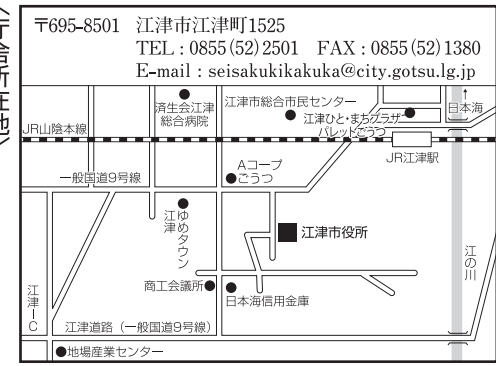 〈庁舎所在地〉
〒695-8501 江津市江津町1525
TEL：0855(52)2501 FAX：0855(52)1380
E-mail：seisakukikakuka@city.gotsu.lg.jp
済生会江津
総合病院
江津市総合市民センター
江津ひと・まちプラザ
パレットごうつ
日本海
JR山陰本線
JR江津駅
一般国道9号線
Aコープ
ごうつ
ゆめタウン
江津
江津市役所
江の川
商工会議所
日本海信用金庫
江津IC
江津道路（一般国道9号線）
地場産業センター